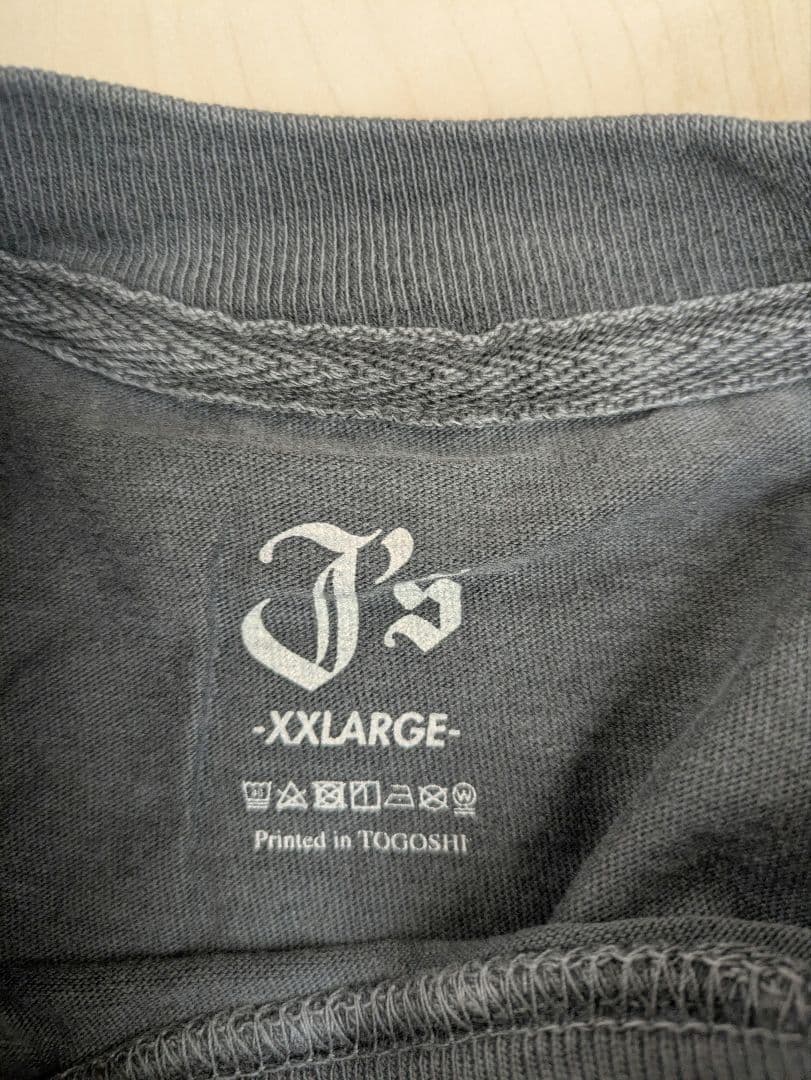 J's
-XXLARGE-
Printed in TOGOSHI